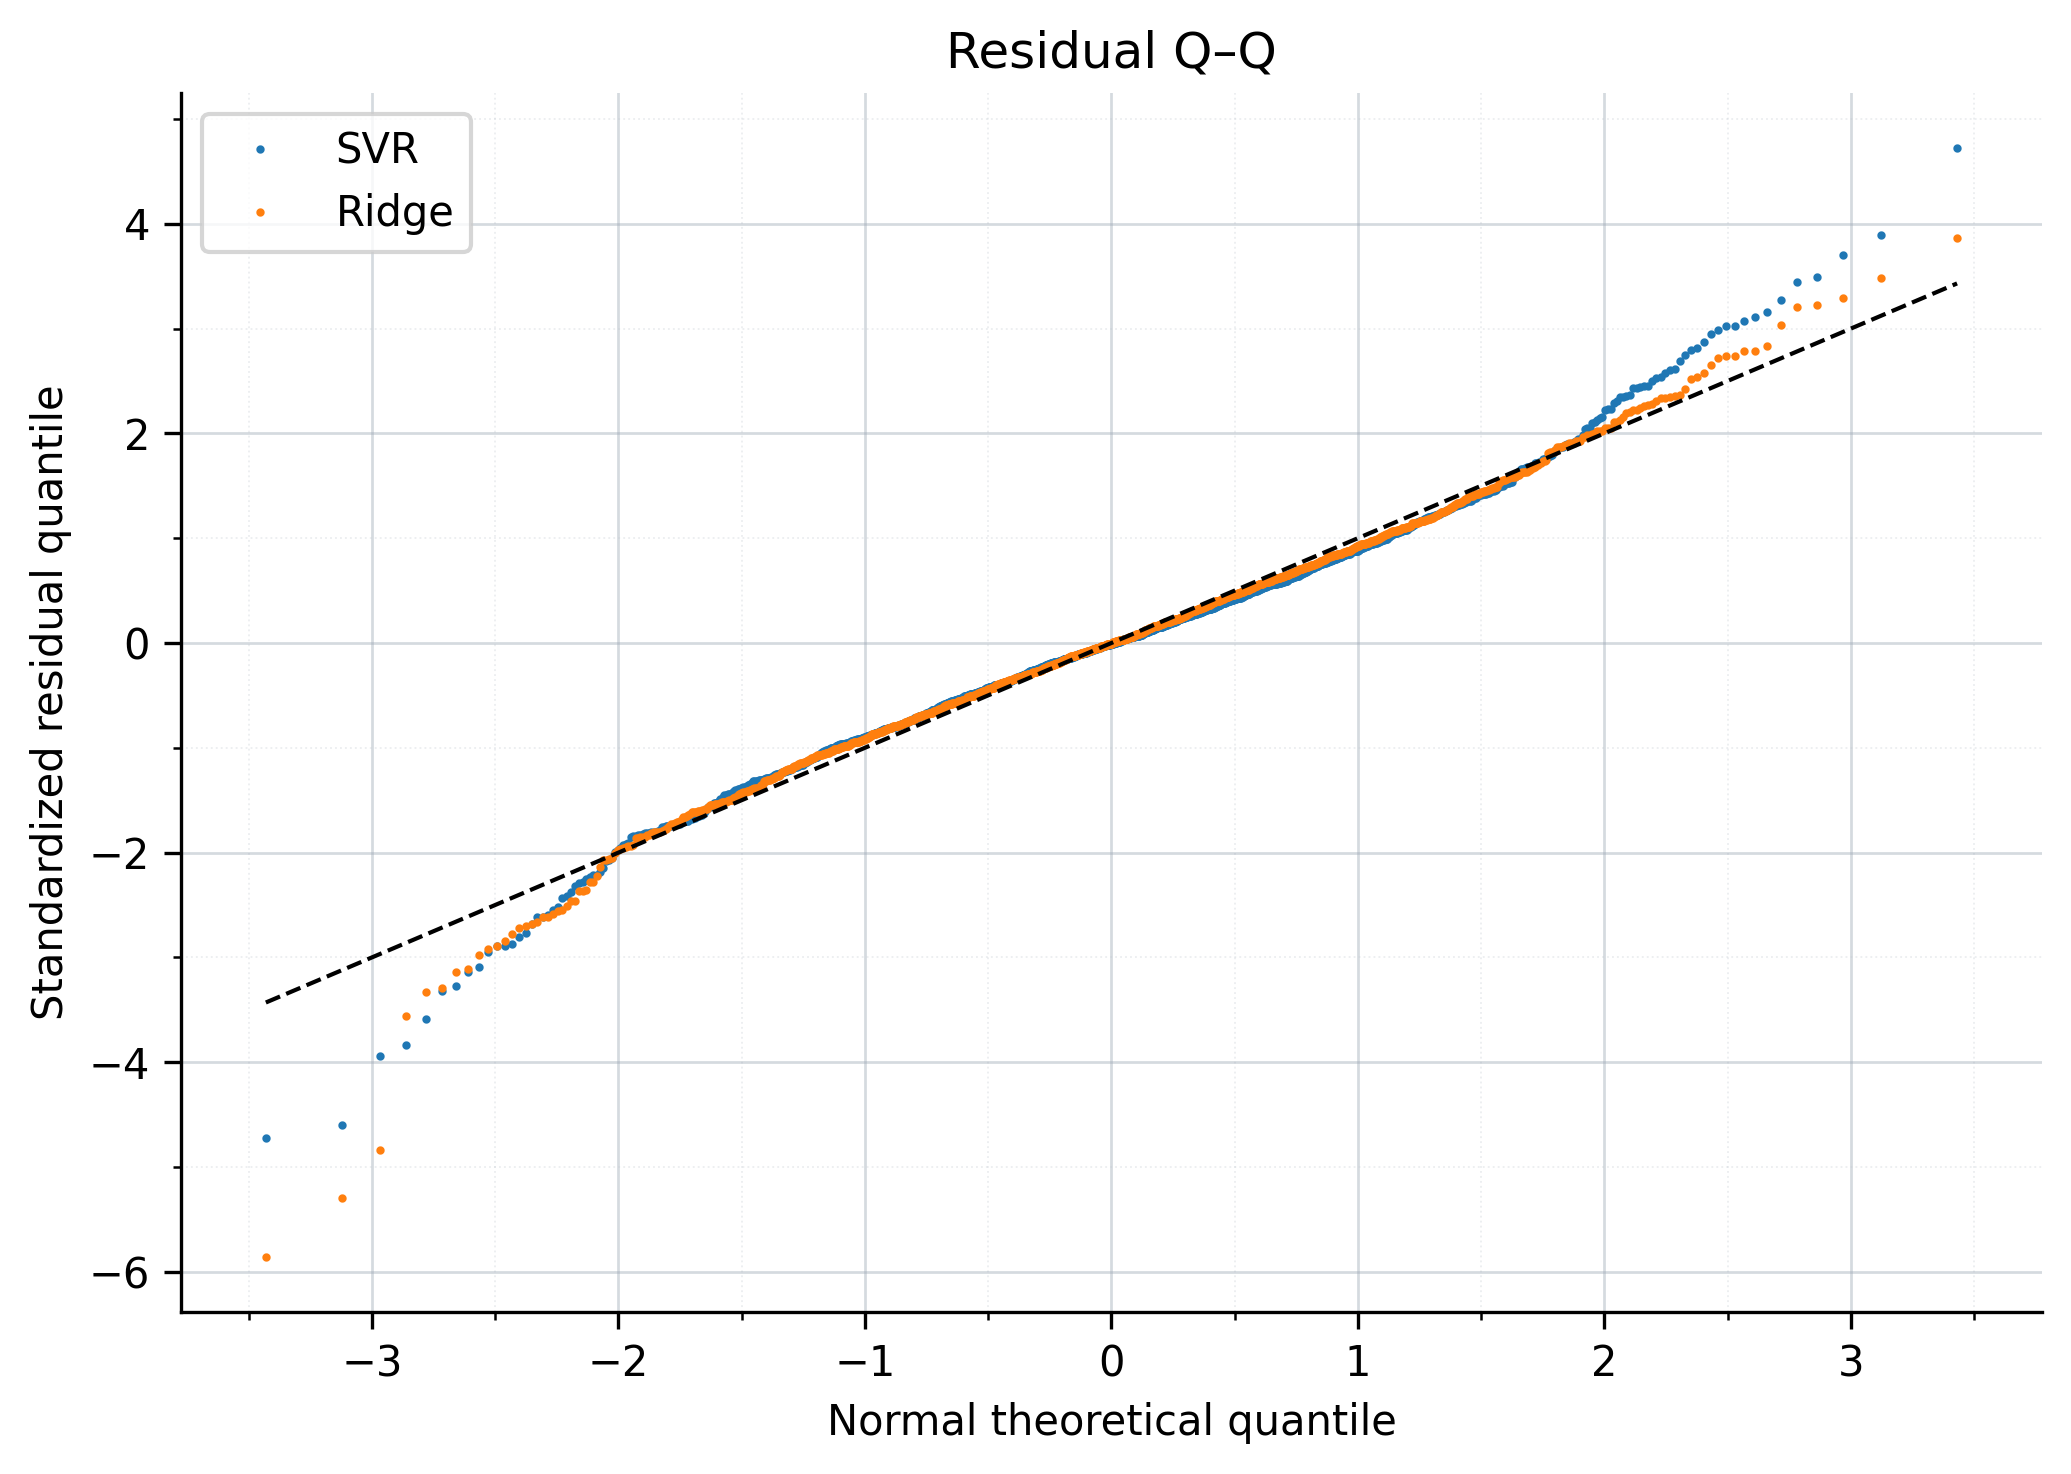 Residual Q–Q
SVR
Ridge
Standardized residual quantile
4
2
0
−2
−4
−6
−3
−2
−1
0
1
2
3
Normal theoretical quantile